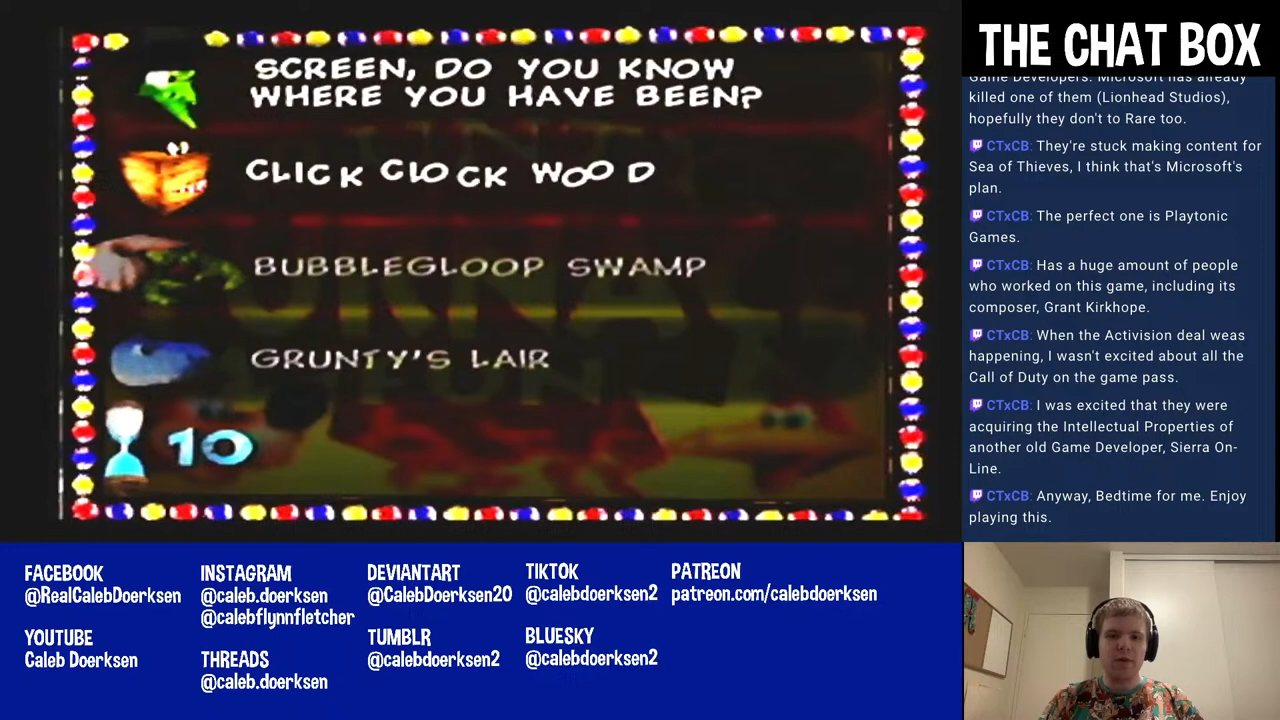 SCREEN, DO YOU KNOW
WHERE YOU HAVE BEEN?
CLICK CLOCK WOOD
BUBBLEGLOOP SWAMP
GRUNTY'S LAIR
10
THE CHAT BOX
Game Developers. Microsoft has already
killed one of them (Lionhead Studios),
hopefully they don't to Rare too.
CTxCB: They're stuck making content for
Sea of Thieves, I think that's Microsoft's
plan.
CTxCB: The perfect one is Playtonic
Games.
CTxCB: Has a huge amount of people
who worked on this game, including its
composer, Grant Kirkhope.
CTxCB: When the Activision deal weas
happening, I wasn't excited about all the
Call of Duty on the game pass.
CTxCB: I was excited that they were
acquiring the Intellectual Properties of
another old Game Developer, Sierra On-
Line.
CTxCB: Anyway, Bedtime for me. Enjoy
playing this.
FACEBOOK
@RealCalebDoerksen
YOUTUBE
Caleb Doerksen
INSTAGRAM
@caleb.doerksen
@calebflynnfletcher
THREADS
@caleb.doerksen
DEVIANTART
@CalebDoerksen20
TUMBLR
@calebdoerksen2
TIKTOK
@calebdoerksen2
BLUESKY
@calebdoerksen2
PATREON
patreon.com/calebdoerksen